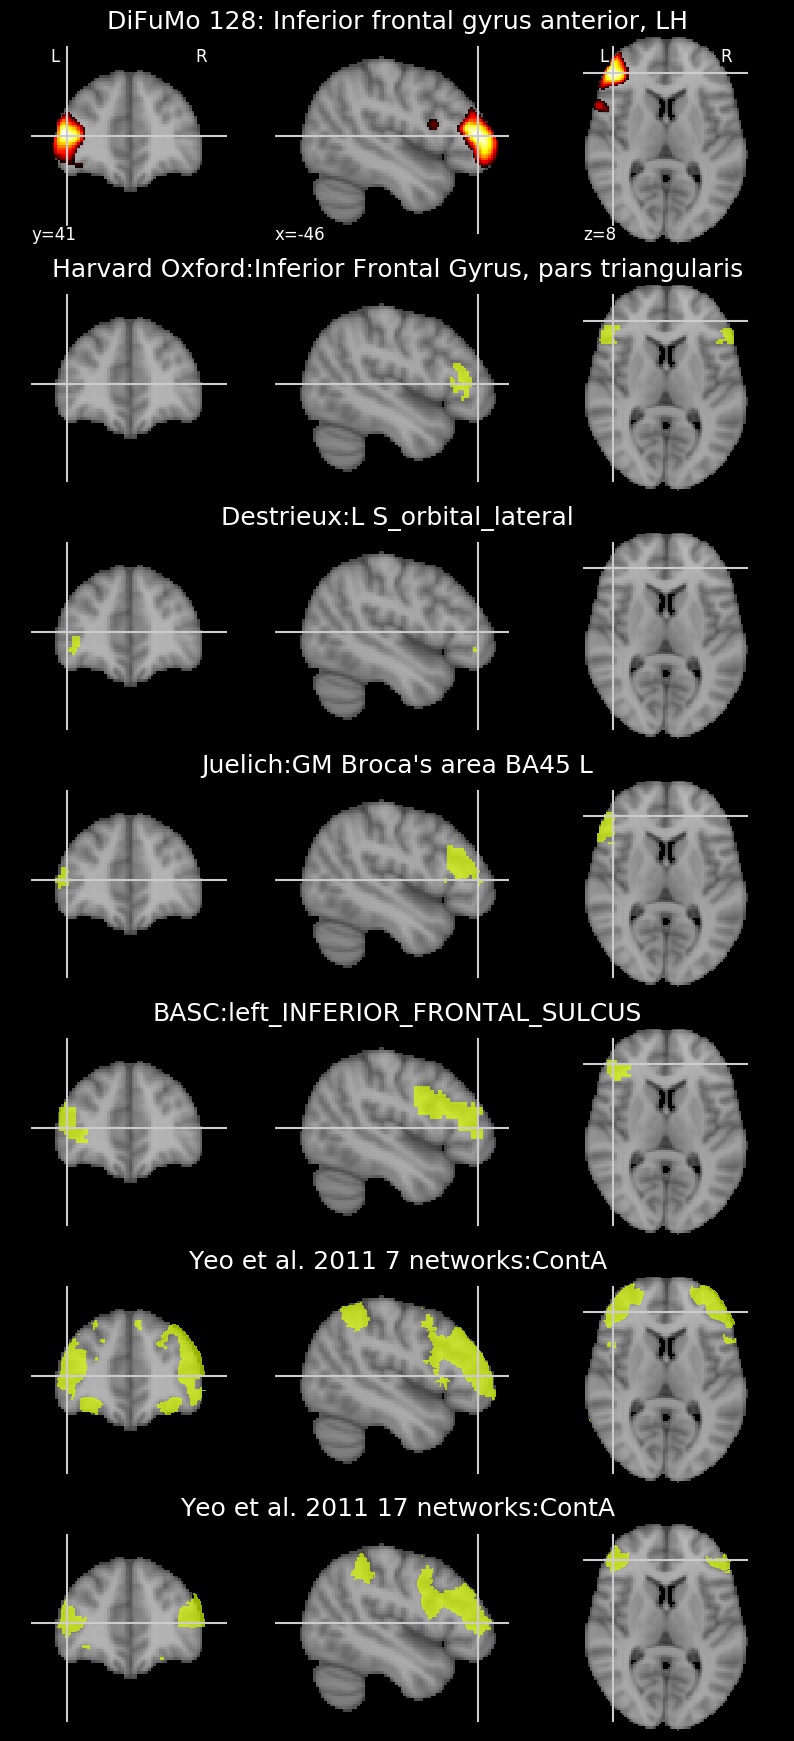 DiFuMo 128: Inferior frontal gyrus anterior, LH
L R L R
y=41 x=-46 z=8
Harvard Oxford:Inferior Frontal Gyrus, pars triangularis
Destrieux:L S_orbital_lateral
Juelich:GM Broca's area BA45 L
BASC:left_INFERIOR_FRONTAL_SULCUS
Yeo et al. 2011 7 networks:ContA
Yeo et al. 2011 17 networks:ContA